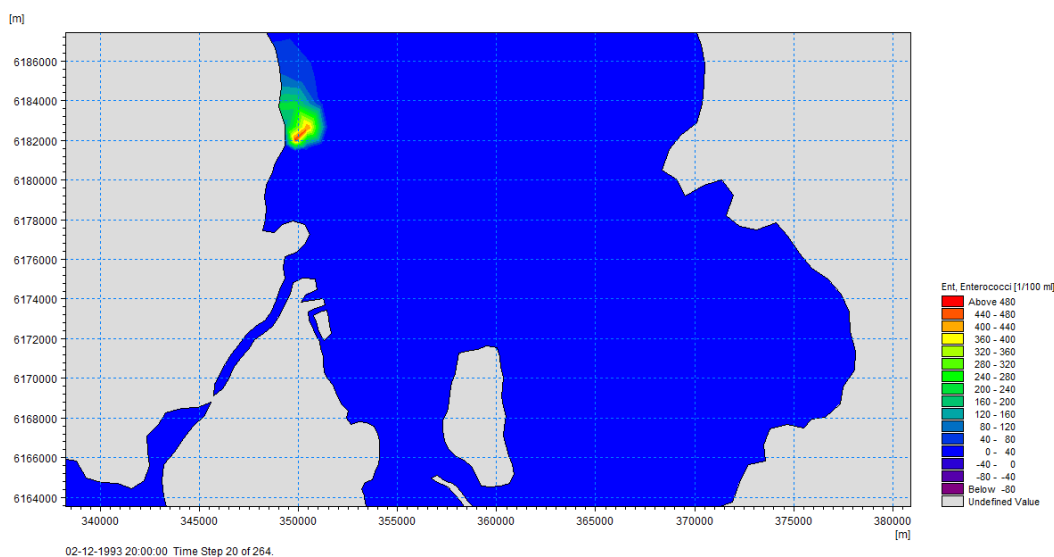 [m]
6186000
6184000
6182000
6180000
6178000
6176000
6174000
6172000
6170000
6168000
6166000
6164000
340000 345000 350000 355000 360000 365000 370000 375000 380000
[m]
02-12-1993 20:00:00 Time Step 20 of 264.
Ent, Enterococci [1/100 ml]
Above 480
440 - 480
400 - 440
360 - 400
320 - 360
280 - 320
240 - 280
200 - 240
160 - 200
120 - 160
80 - 120
40 - 80
0 - 40
-40 - 0
-80 - -40
Below -80
Undefined Value